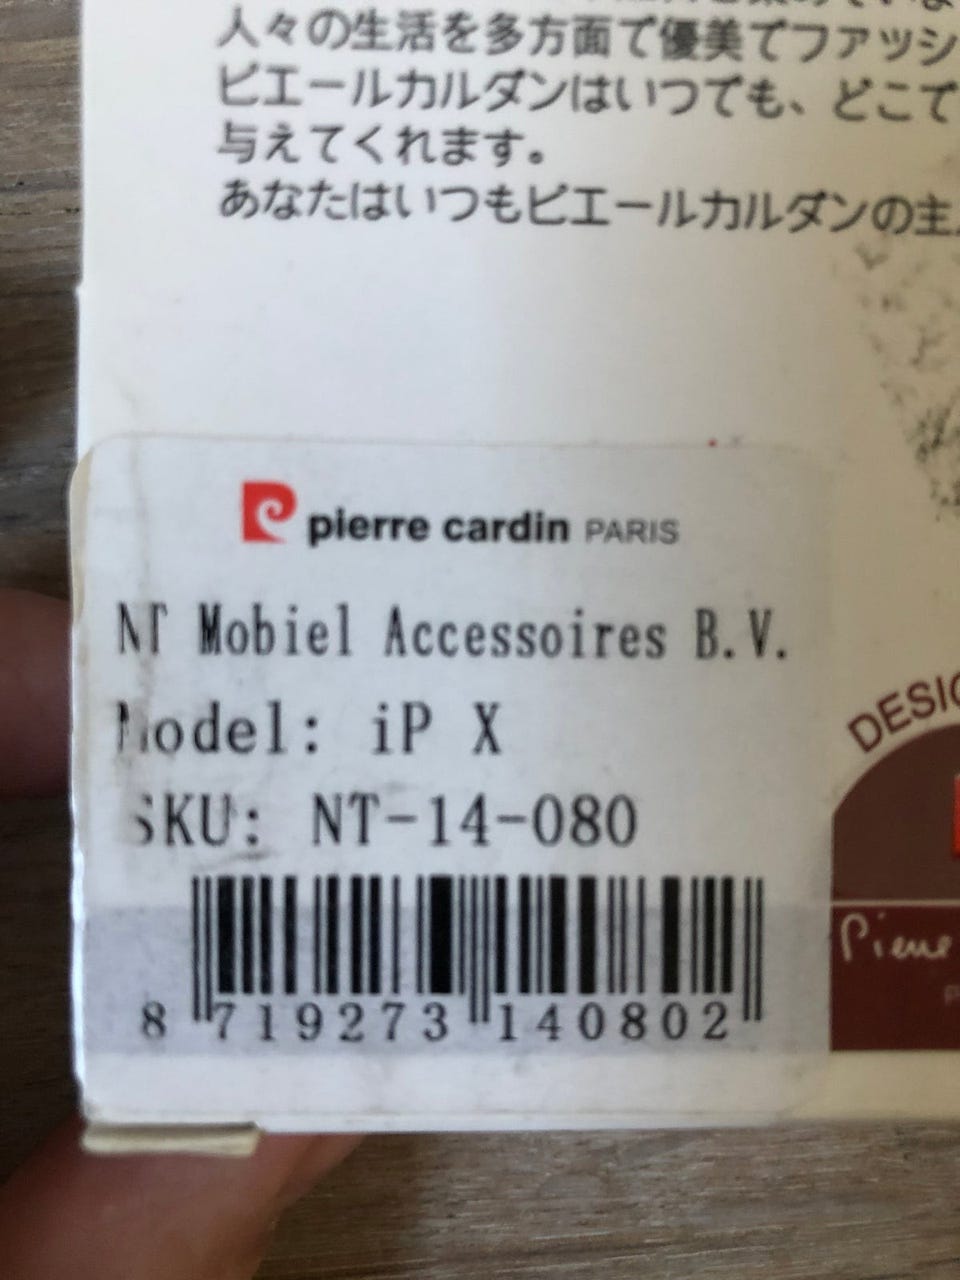 人々の生活を多方面で優美でファッシ
ピエールカルダンはいつでも、どこで
与えてくれます。
あなたはいつもピエールカルダンの主
pierre cardin PARIS
NT Mobiel Accessoires B.V.
Model: iP X
SKU: NT-14-080
8 719273 140802
DESIG
Pierre